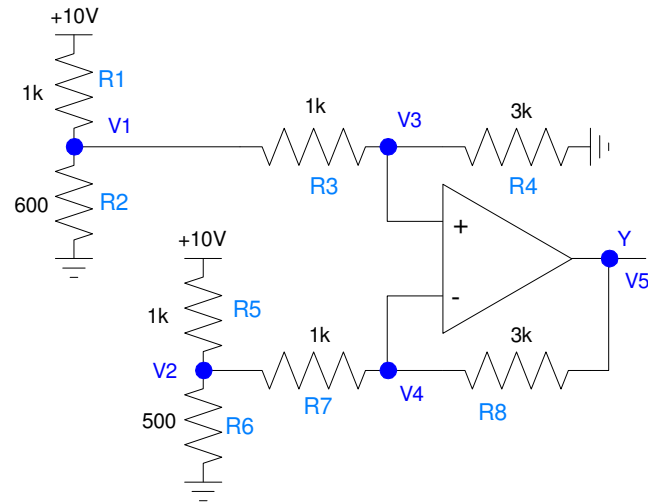 +10V
R1
1k
V1
1k
V3
3k
R3
R4
600
R2
+
Y
V5
+10V
R5
1k
-
1k
3k
V2
V4
R7
R8
500
R6